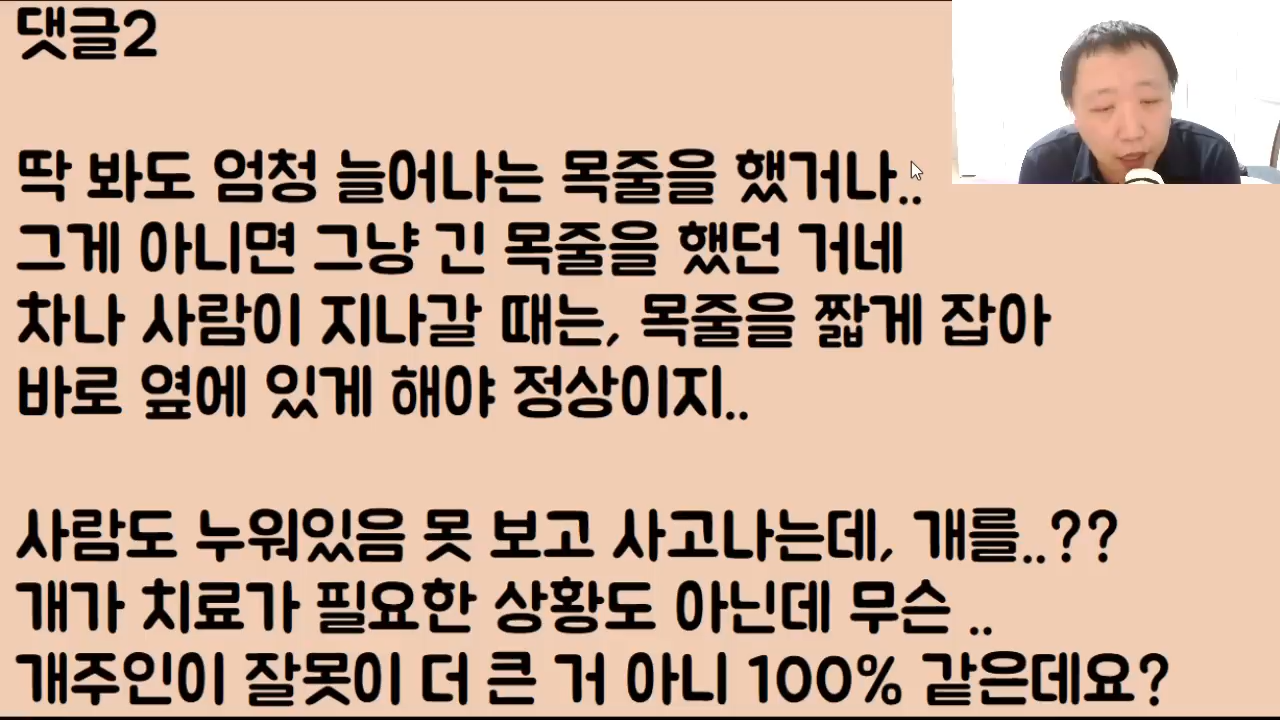 댓글2
딱 봐도 엄청 늘어나는 목줄을 했거나..
그게 아니면 그냥 긴 목줄을 했던 거네
차나 사람이 지나갈 때는, 목줄을 짧게 잡아
바로 옆에 있게 해야 정상이지..
사람도 누워있음 못 보고 사고나는데, 개를..??
개가 치료가 필요한 상황도 아닌데 무슨 ..
개주인이 잘못이 더 큰 거 아니 100% 같은데요?